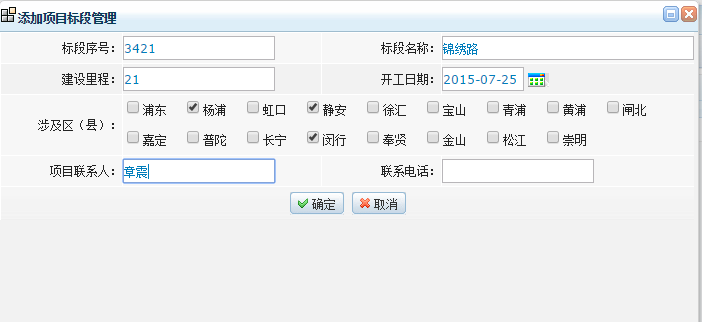 添加项目标段管理
标段序号： 3421 标段名称： 锦绣路
建设里程： 21 开工日期： 2015-07-25
涉及区（县）： 浦东 杨浦 虹口 静安 徐汇 宝山 青浦 黄浦 闸北
嘉定 普陀 长宁 闵行 奉贤 金山 松江 崇明
项目联系人： 章震 联系电话：
确定 取消